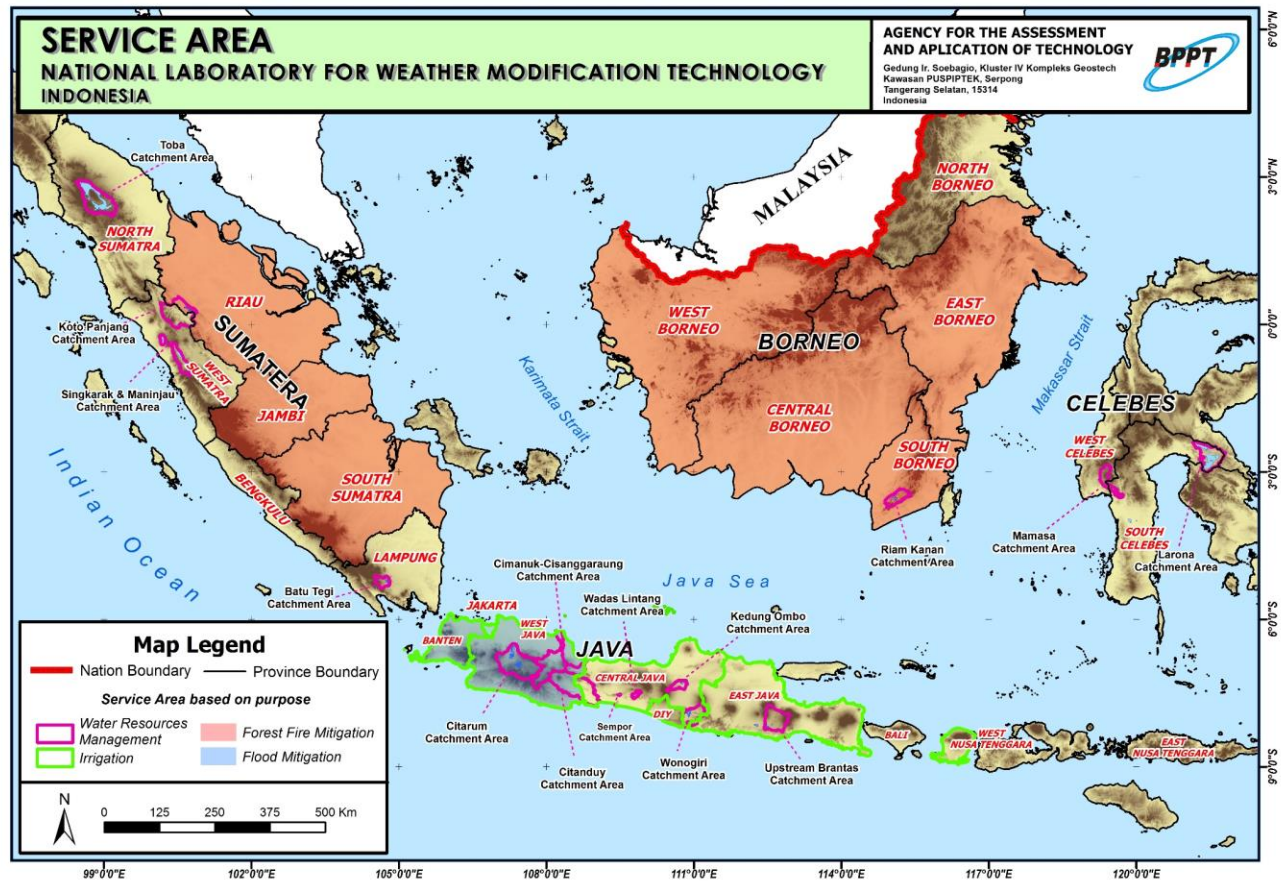 SERVICE AREA
NATIONAL LABORATORY FOR WEATHER MODIFICATION TECHNOLOGY
INDONESIA
AGENCY FOR THE ASSESSMENT
AND APLICATION OF TECHNOLOGY
Gedung Ir. Soebagio, Kluster IV Kompleks Geostech
Kawasan PUSPIPTEK, Serpong
Tangerang Selatan, 15314
Indonesia
BPPT
6°0'0"N
3°0'0"N
0°0'0"
3°0'0"S
6°0'0"S
9°0'0"S
Toba
Catchment Area
MALAYSIA
NORTH
BORNEO
NORTH
SUMATRA
RIAU
SUMATERA
WEST
BORNEO
EAST
BORNEO
BORNEO
Koto Panjang
Catchment Area
WEST
SUMATRA
Karimata Strait
Makassar Strait
Singkarak & Maninjau
Catchment Area
JAMBI
CENTRAL
BORNEO
CELEBES
WEST
CELEBES
SOUTH
BORNEO
Indian Ocean
BENGKULU
SOUTH
SUMATRA
Mamasa
Catchment Area
SOUTH
CELEBES
Larona
Catchment Area
Riam Kanan
Catchment Area
LAMPUNG
Batu Tegi
Catchment Area
Cimanuk-Cisanggaraung
Catchment Area
Java Sea
Wadas Lintang
Catchment Area
Kedung Ombo
Catchment Area
JAKARTA
BANTEN
WEST
JAVA
JAVA
CENTRAL JAVA
EAST JAVA
DIY
BALI
WEST
NUSA TENGGARA
EAST
NUSA TENGGARA
Citarum
Catchment Area
Sempor
Catchment Area
Citanduy
Catchment Area
Wonogiri
Catchment Area
Upstream Brantas
Catchment Area
Map Legend
Nation Boundary
Province Boundary
Service Area based on purpose
Water Resources
Management
Forest Fire Mitigation
Irrigation
Flood Mitigation
N
0 125 250 375 500 Km
99°0'0"E 102°0'0"E 105°0'0"E 108°0'0"E 111°0'0"E 114°0'0"E 117°0'0"E 120°0'0"E